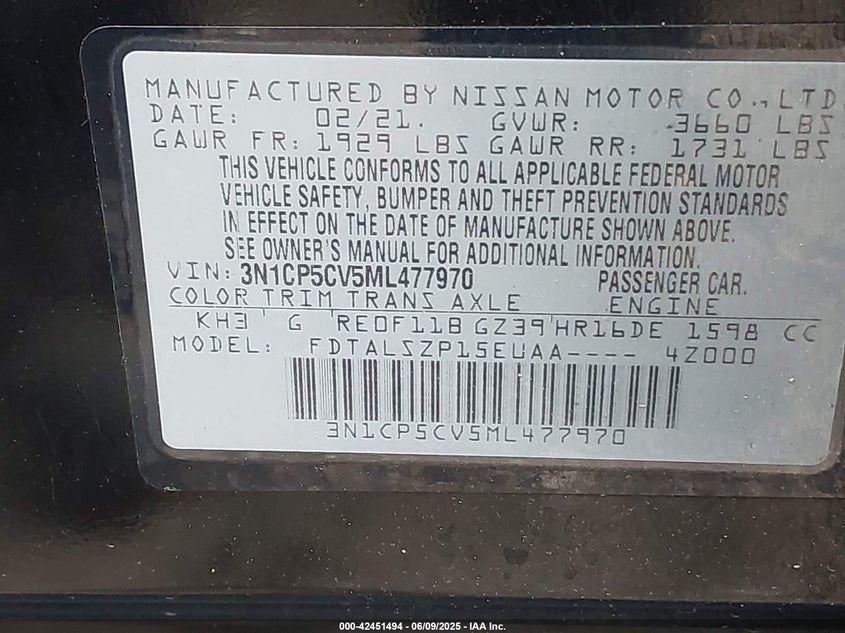 MANUFACTURED BY NISSAN MOTOR CO., LTD
DATE: 02/21. GVWR: 3660 LBS
GAWR FR: 1929 LBS GAWR RR: 1731 LBS
THIS VEHICLE CONFORMS TO ALL APPLICABLE FEDERAL MOTOR
VEHICLE SAFETY, BUMPER AND THEFT PREVENTION STANDARDS
IN EFFECT ON THE DATE OF MANUFACTURE SHOWN ABOVE.
SEE OWNER'S MANUAL FOR ADDITIONAL INFORMATION.
VIN: 3N1CP5CV5ML477970 PASSENGER CAR.
COLOR TRIM TRANS AXLE ENGINE
KH3 G RE0F11B GZ39 HR16DE 1598 CC
MODEL: FDTALSZP15EUAA---- 4Z000
3N1CP5CV5ML477970
000-42451494 - 06/09/2025 - IAA Inc.